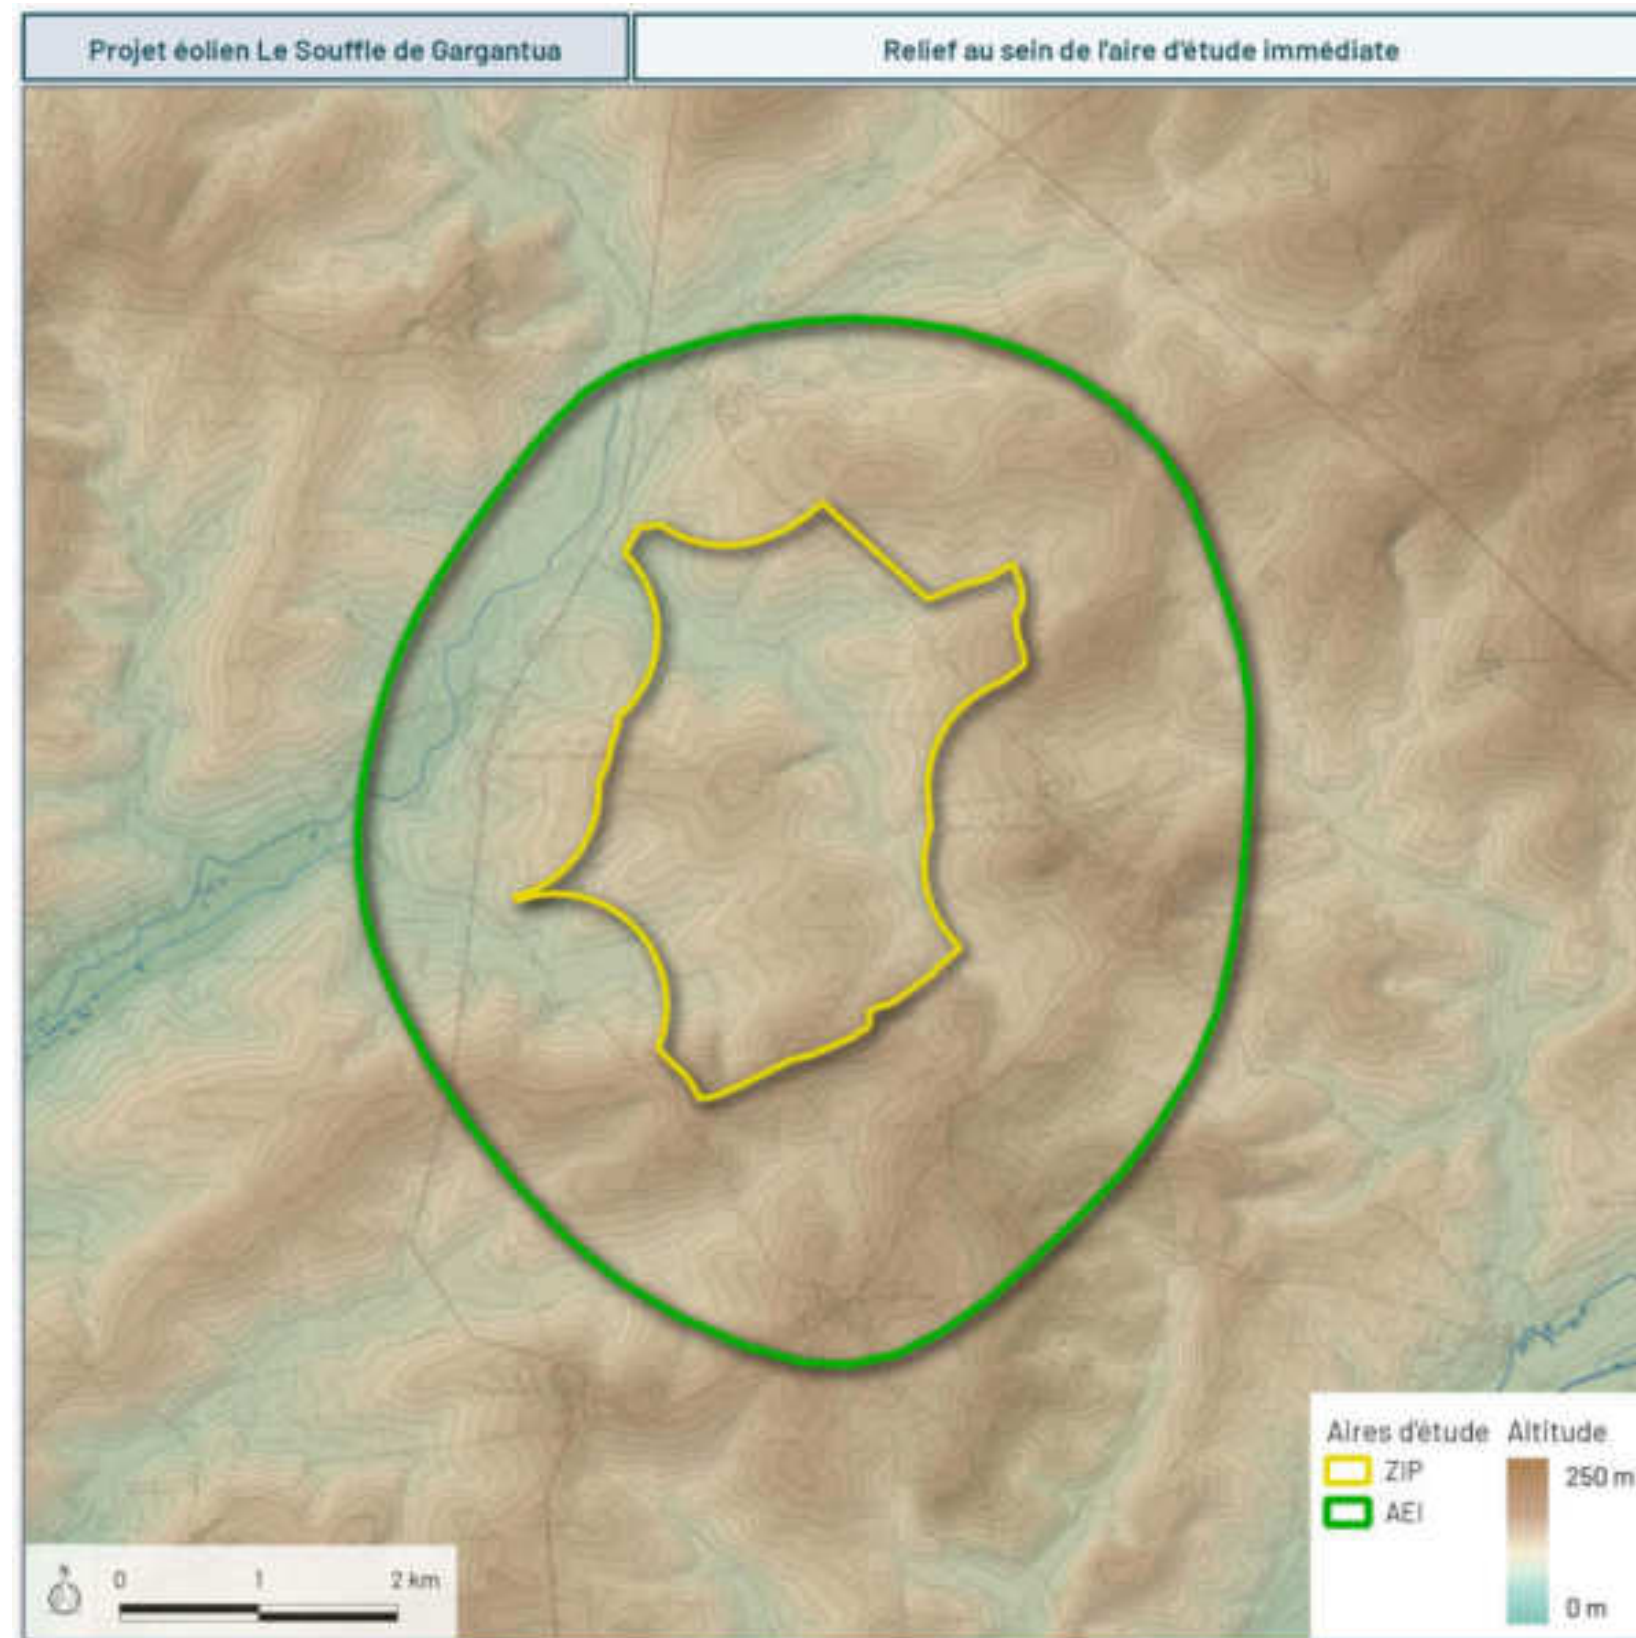 Projet éolien Le Souffle de Gargantua
Relief au sein de l'aire d'étude immédiate
Aires d'étude
ZIP
AEI
Altitude
250 m
0 m
0 1 2 km